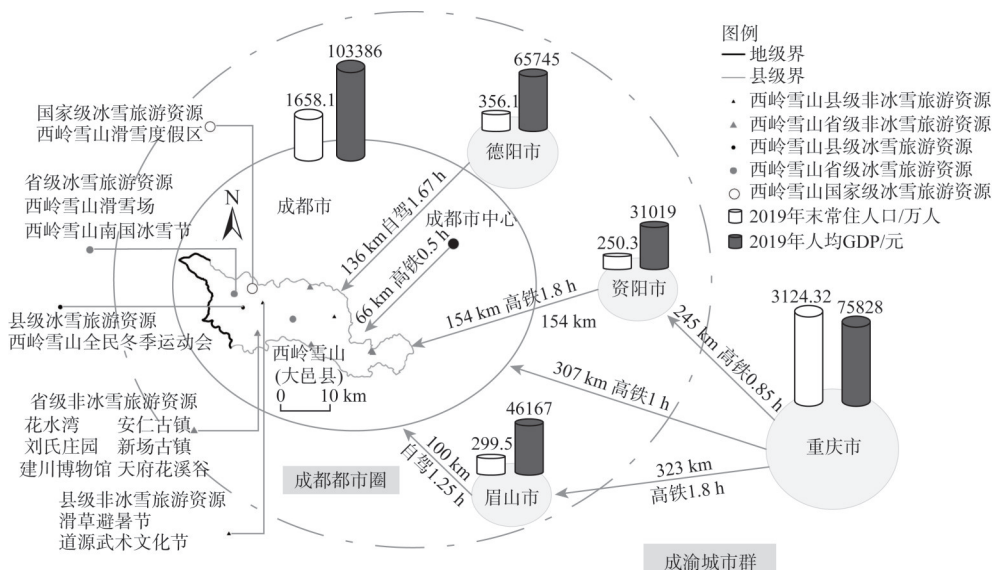 图例
地级界
县级界
西岭雪山县级非冰雪旅游资源
西岭雪山省级非冰雪旅游资源
西岭雪山县级冰雪旅游资源
西岭雪山省级冰雪旅游资源
西岭雪山国家级冰雪旅游资源
2019年末常住人口/万人
2019年人均GDP/元
103386
1658.1
成都市
65745
356.1
德阳市
国家级冰雪旅游资源
西岭雪山滑雪度假区
省级冰雪旅游资源
西岭雪山滑雪场
西岭雪山南国冰雪节
N
成都市中心
136 km自驾1.67 h
66 km 高铁0.5 h
31019
250.3
资阳市
154 km 高铁1.8 h
154 km
3124.32
75828
重庆市
245 km 高铁0.85 h
307 km 高铁1 h
323 km
高铁1.8 h
县级冰雪旅游资源
西岭雪山全民冬季运动会
西岭雪山
(大邑县)
0 10 km
省级非冰雪旅游资源
花水湾 安仁古镇
刘氏庄园 新场古镇
建川博物馆 天府花溪谷
46167
299.5
眉山市
100 km
自驾1.25 h
成都都市圈
县级非冰雪旅游资源
滑草避暑节
道源武术文化节
成渝城市群